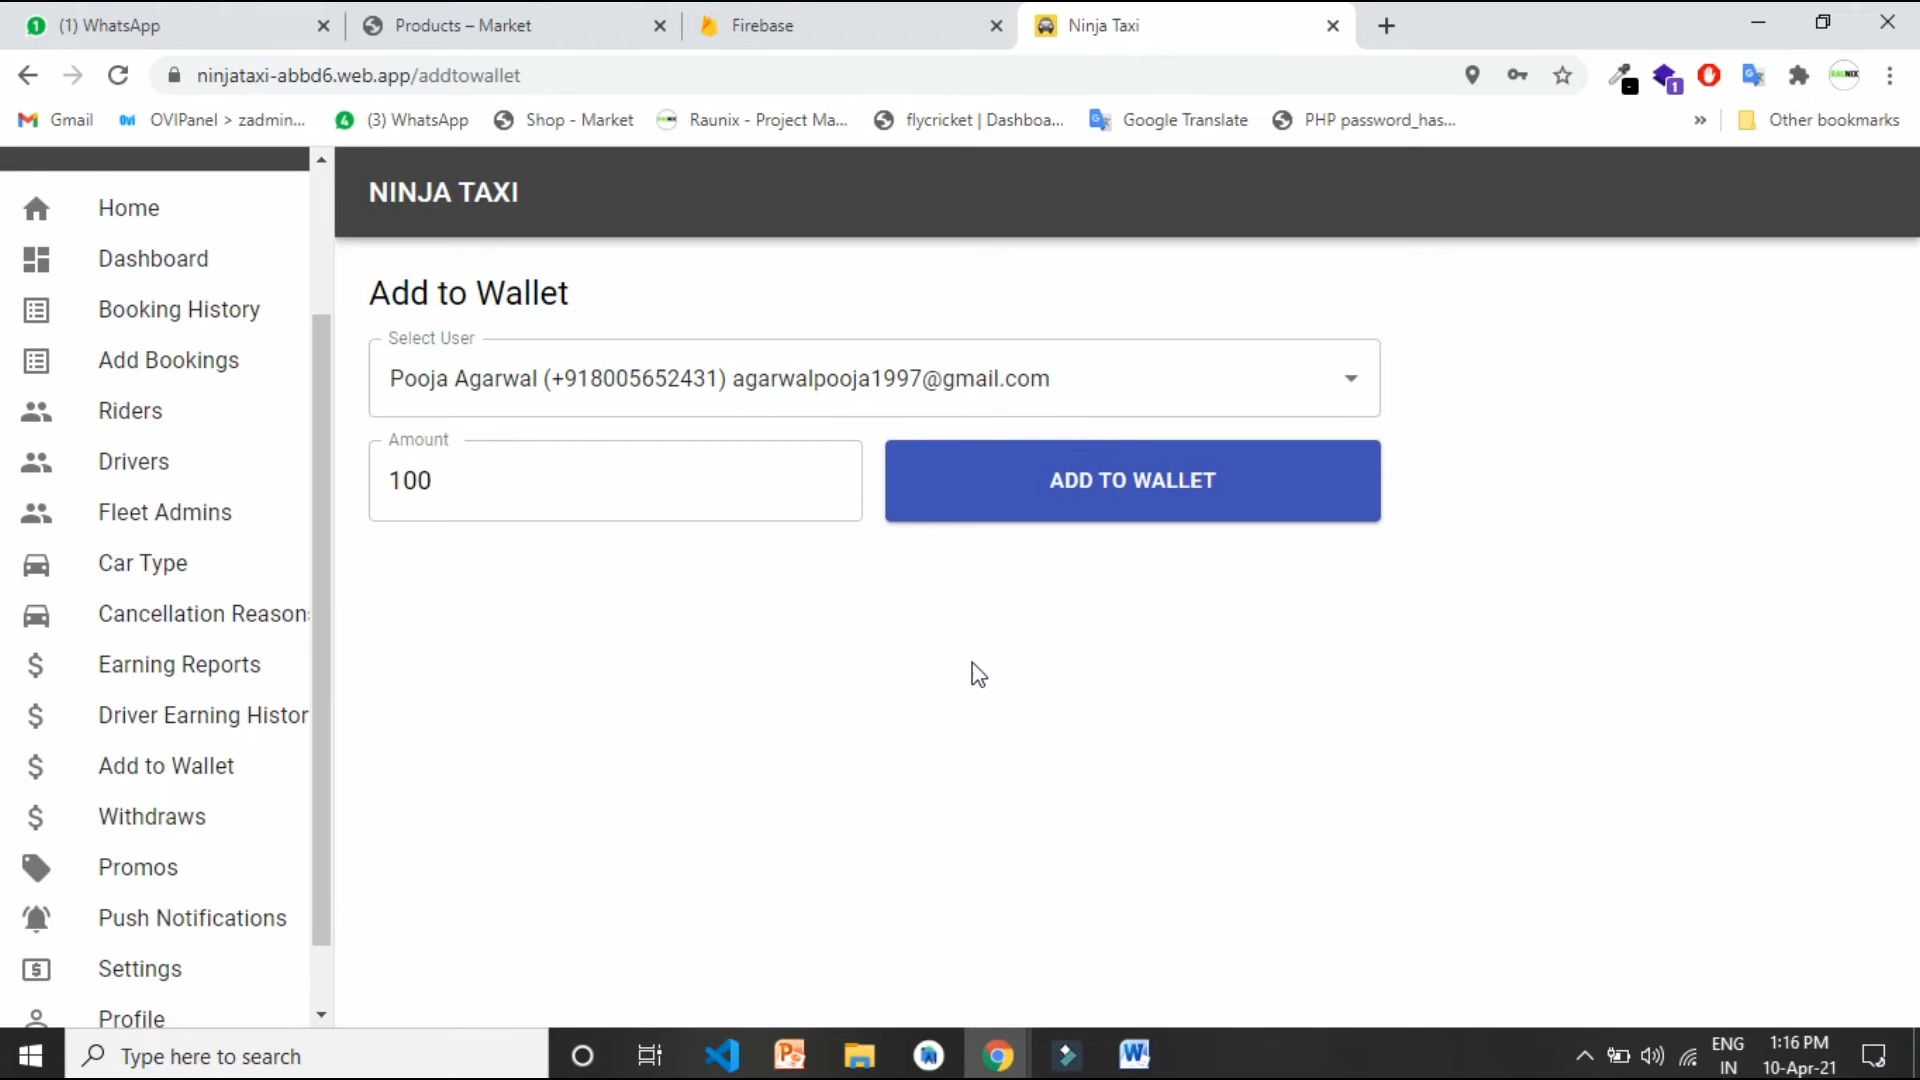 (1) WhatsApp
Products – Market
Firebase
Ninja Taxi
ninjataxi-abbd6.web.app/addtowallet
1
Gmail
OVIPanel > zadmin...
(3) WhatsApp
Shop - Market
Raunix - Project Ma...
flycricket | Dashboa...
Google Translate
PHP password_has...
Other bookmarks
NINJA TAXI
Home
Dashboard
Booking History
Add Bookings
Riders
Drivers
Fleet Admins
Car Type
Cancellation Reason
Earning Reports
Driver Earning Histor
Add to Wallet
Withdraws
Promos
Push Notifications
Settings
Profile
Add to Wallet
Select User
Pooja Agarwal (+918005652431) agarwalpooja1997@gmail.com
Amount
100
ADD TO WALLET
Type here to search
ENG
IN
1:16 PM
10-Apr-21